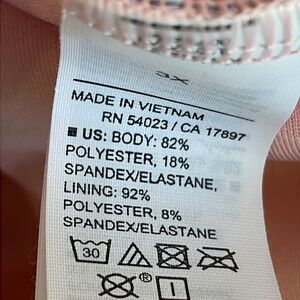 3X
MADE IN VIETNAM
RN 54023 / CA 17897
US: BODY: 82%
POLYESTER, 18%
SPANDEX/ELASTANE,
LINING: 92%
POLYESTER, 8%
SPANDEX/ELASTANE
30
®